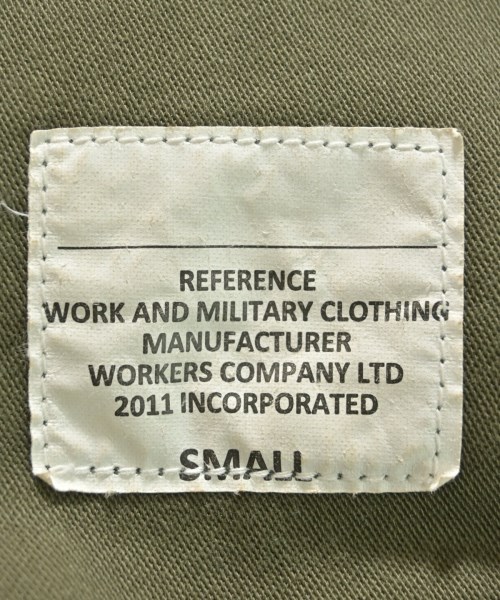 REFERENCE
WORK AND MILITARY CLOTHING
MANUFACTURER
WORKERS COMPANY LTD
2011 INCORPORATED
SMALL